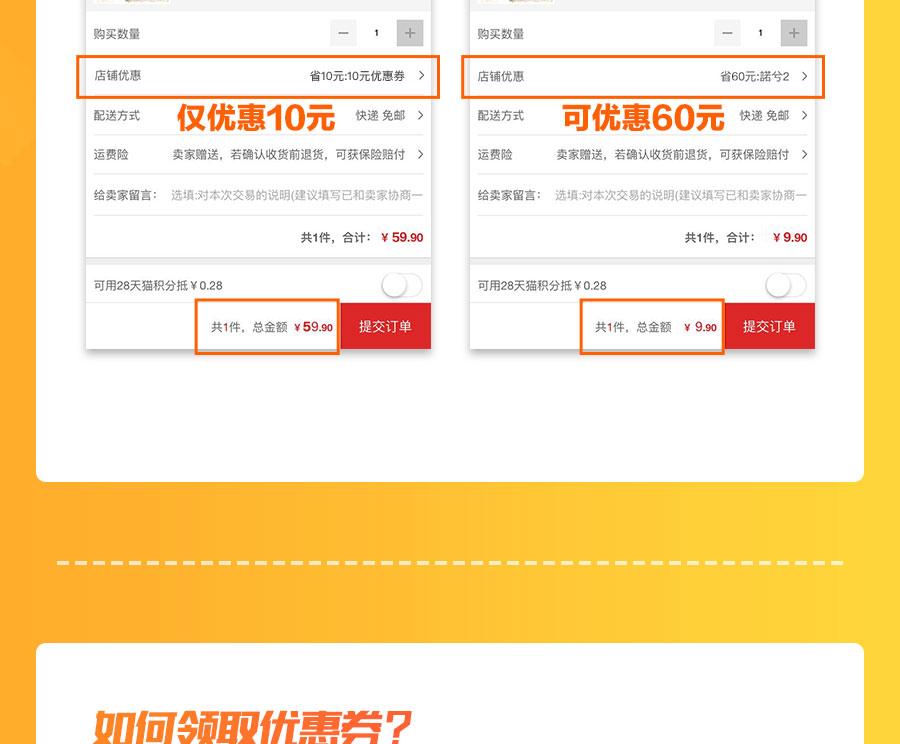 购买数量 1
店铺优惠 省10元:10元优惠券
配送方式 仅优惠10元 快递 免邮
运费险 卖家赠送，若确认收货前退货，可获保险赔付
给卖家留言： 选填:对本次交易的说明(建议填写已和卖家协商一
共1件，合计： ￥59.90
可用28天猫积分抵￥0.28
共1件，总金额 ￥59.90 提交订单
购买数量 1
店铺优惠 省60元:諾兮2
配送方式 可优惠60元 快递 免邮
运费险 卖家赠送，若确认收货前退货，可获保险赔付
给卖家留言： 选填:对本次交易的说明(建议填写已和卖家协商一
共1件，合计： ￥9.90
可用28天猫积分抵￥0.28
共1件，总金额 ￥9.90 提交订单
如何领取优惠券?